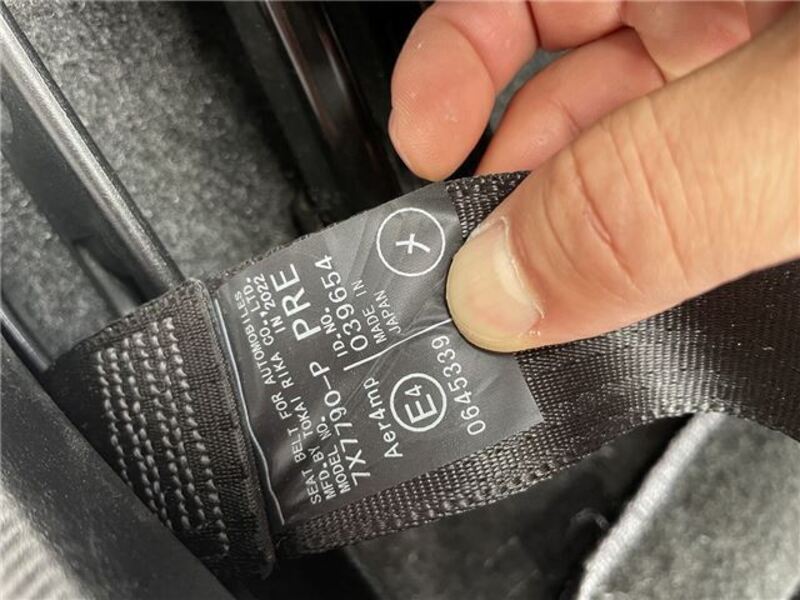 SEAT BELT FOR AUTOMOBILES
MFD. BY TOKAI RIKA CO., LTD.
MODEL NO. IN 2022
7X7790-P PRE
ID.NO.
039654
MADE IN
JAPAN
X
Aer4mp
E4
0645339